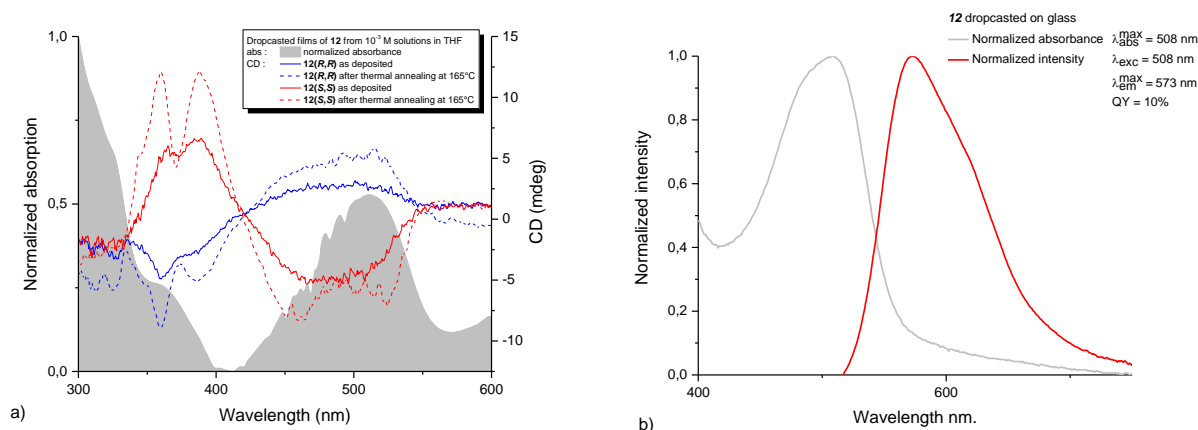 Dropcasted films of 12 from 10⁻³ M solutions in THF
abs : normalized absorbance
CD : 12(R,R) as deposited
12(R,R) after thermal annealing at 165°C
12(S,S) as deposited
12(S,S) after thermal annealing at 165°C
1,0
0,5
0,0
Normalized absorption
300
400
500
600
Wavelength (nm)
15
10
5
0
-5
-10
CD (mdeg)
a)
12 dropcasted on glass
Normalized absorbance
Normalized intensity
λabs max = 508 nm
λexc = 508 nm
λem max = 573 nm
QY = 10%
1,0
0,8
0,6
0,4
0,2
0,0
Normalized intensity
400
600
Wavelength nm.
b)